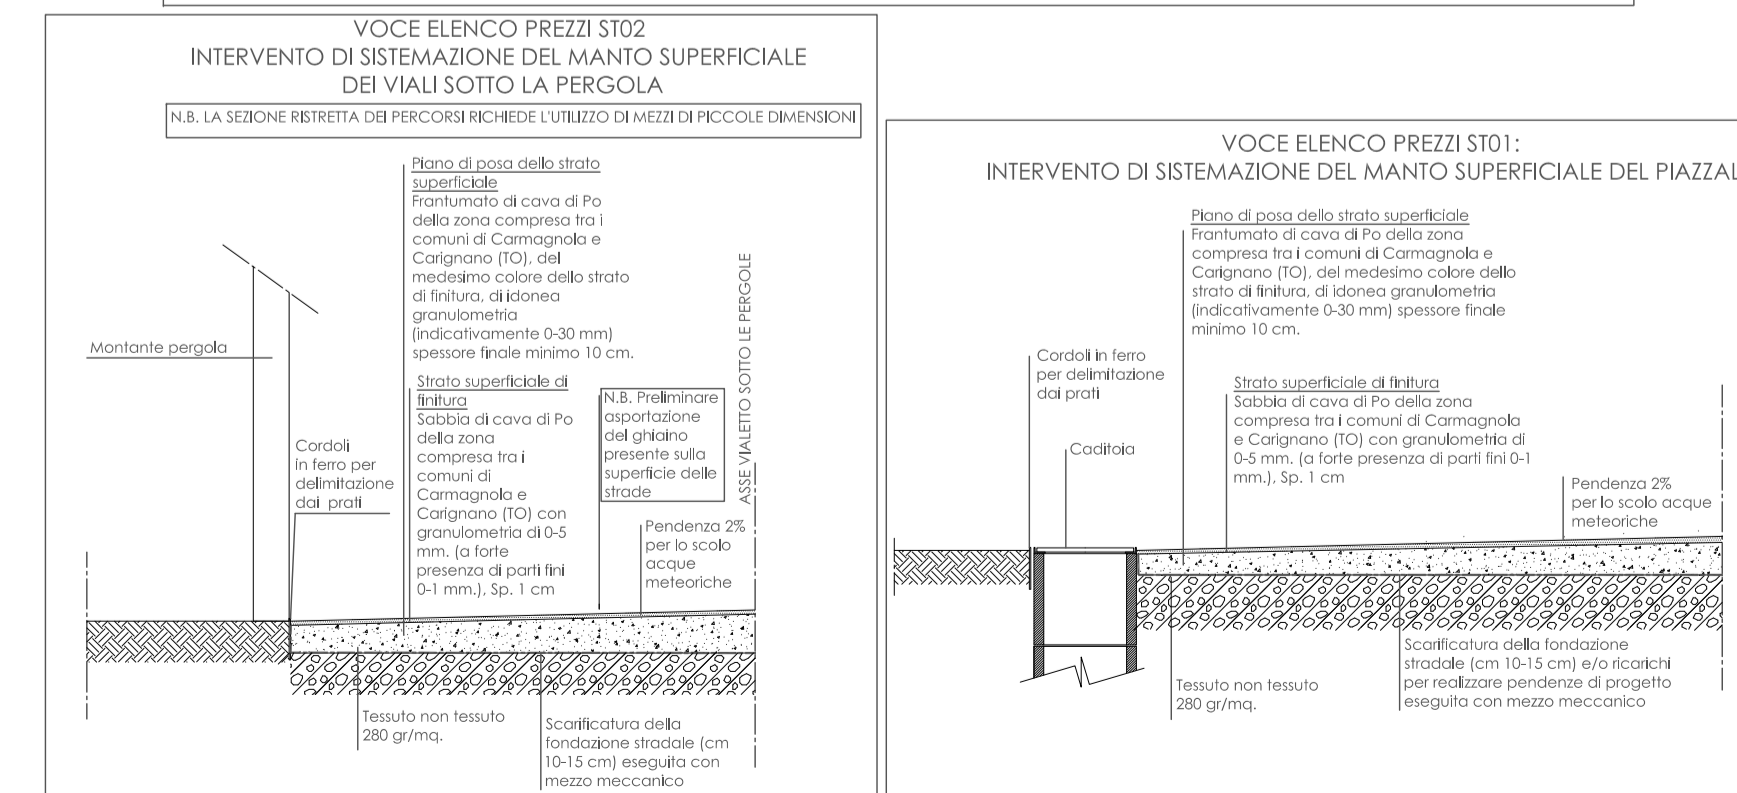 VOCE ELENCO PREZZI ST02
INTERVENTO DI SISTEMAZIONE DEL MANTO SUPERFICIALE
DEI VIALI SOTTO LA PERGOLA
N.B. LA SEZIONE RISTRETTA DEI PERCORSI RICHIEDE L'UTILIZZO DI MEZZI DI PICCOLE DIMENSIONI
Piano di posa dello strato
superficiale
Frantumato di cava di Po
della zona compresa tra i
comuni di Carmagnola e
Carignano (TO), del
medesimo colore dello strato
di finitura, di idonea
granulometria
(indicativamente 0-30 mm)
spessore finale minimo 10 cm.
Montante pergola
Strato superficiale di
finitura
Sabbia di cava di Po
della zona
compresa tra i
comuni di
Carmagnola e
Carignano (TO) con
granulometria di 0-5
mm. (a forte
presenza di parti fini
0-1 mm.), Sp. 1 cm
N.B. Preliminare
asportazione
del ghiaino
presente sulla
superficie delle
strade
ASSE VIALETTO SOTTO LE PERGOLE
Cordoli
in ferro per
delimitazione
dai prati
Pendenza 2%
per lo scolo
acque
meteoriche
Tessuto non tessuto
280 gr/mq.
Scarificatura della
fondazione stradale (cm
10-15 cm) eseguita con
mezzo meccanico
VOCE ELENCO PREZZI ST01:
INTERVENTO DI SISTEMAZIONE DEL MANTO SUPERFICIALE DEL PIAZZAL
Piano di posa dello strato superficiale
Frantumato di cava di Po della zona
compresa tra i comuni di Carmagnola e
Carignano (TO), del medesimo colore dello
strato di finitura, di idonea granulometria
(indicativamente 0-30 mm) spessore finale
minimo 10 cm.
Cordoli in ferro
per delimitazione
dai prati
Caditoia
Strato superficiale di finitura
Sabbia di cava di Po della zona
compresa tra i comuni di Carmagnola
e Carignano (TO) con granulometria di
0-5 mm. (a forte presenza di parti fini 0-1
mm.), Sp. 1 cm
Pendenza 2%
per lo scolo acque
meteoriche
Tessuto non tessuto
280 gr/mq.
Scarificatura della fondazione
stradale (cm 10-15 cm) e/o ricarichi
per realizzare pendenze di progetto
eseguita con mezzo meccanico